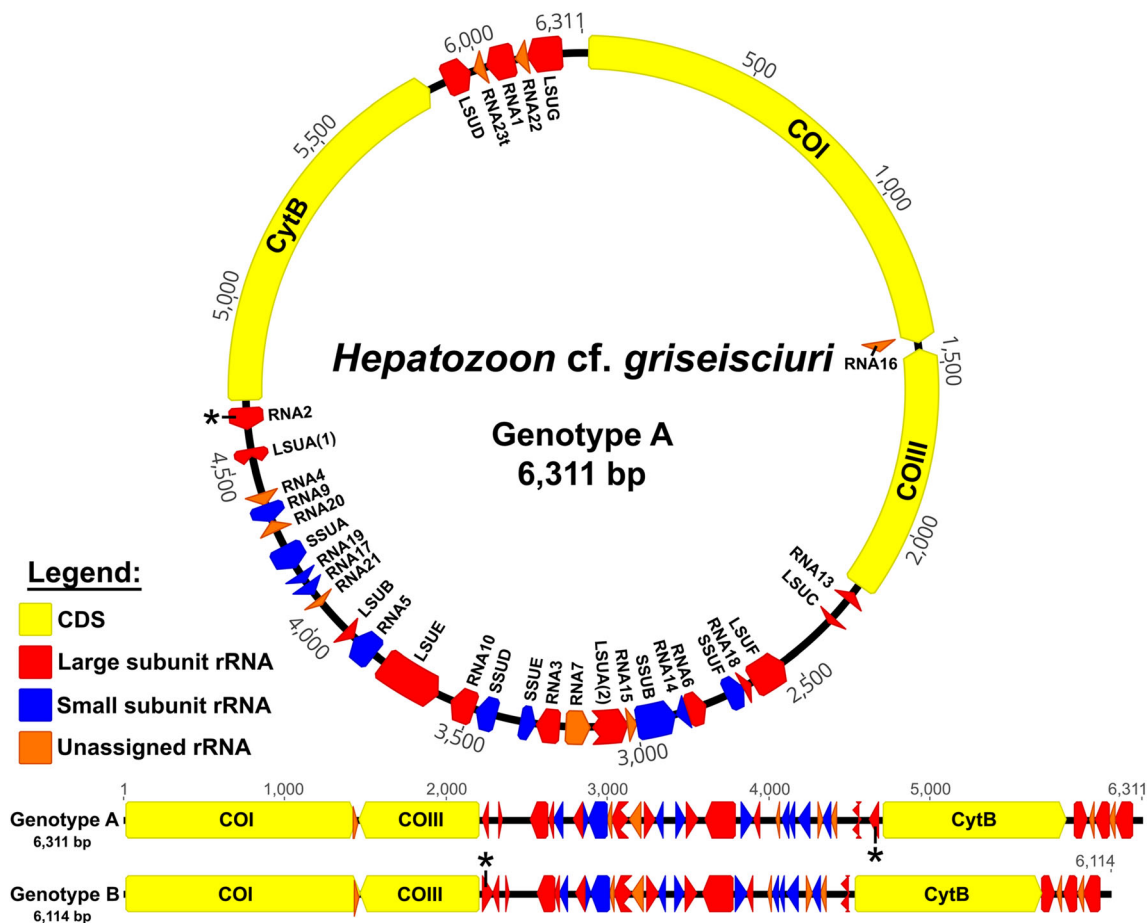 6,311
6,000
500
LSUD
RNA23t
RNA1
RNA22
LSUG
COI
5,500
1,000
CytB
5,000
Hepatozoon cf. griseisciuri
RNA16
1,500
Genotype A
6,311 bp
COIII
* RNA2
LSUA(1)
4,500
RNA4
RNA9
RNA20
SSUA
RNA19
RNA17
RNA21
2,000
RNA13
LSUC
4,000
LSUB
RNA5
LSUE
RNA10
SSUD
SSUE
RNA3
RNA7
LSUA(2)
RNA15
SSUB
RNA14
RNA6
SSUF
RNA18
LSUF
2,500
3,500
3,000
Legend:
CDS
Large subunit rRNA
Small subunit rRNA
Unassigned rRNA
1 1,000 2,000 3,000 4,000 5,000 6,311
Genotype A COI COIII CytB
6,311 bp
* *
6,114
Genotype B COI COIII CytB
6,114 bp